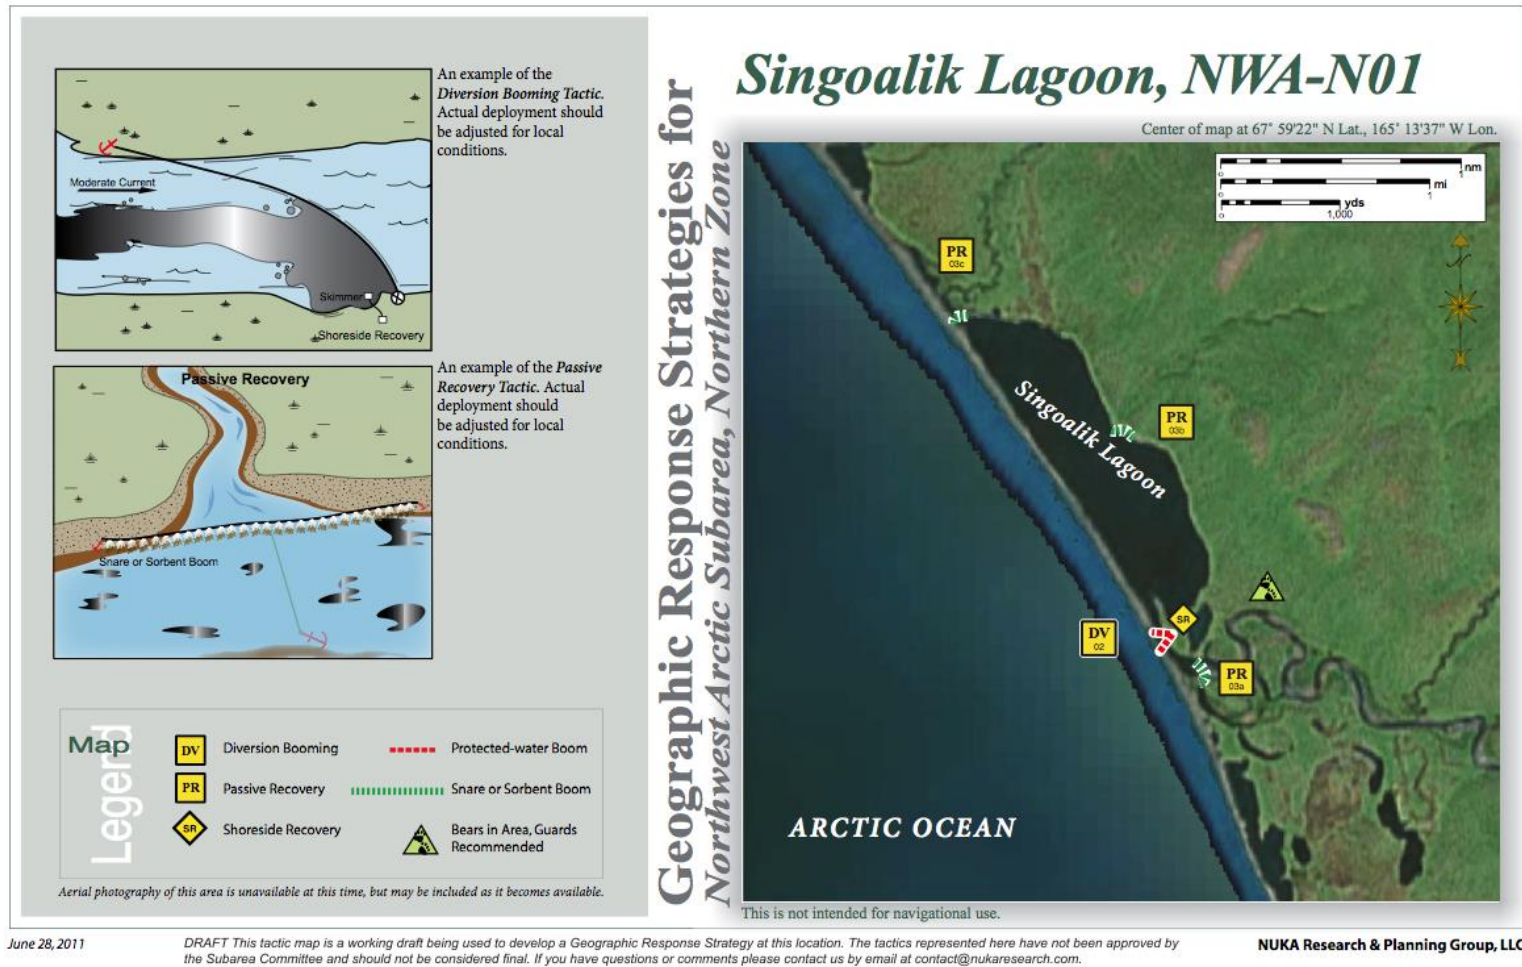 An example of the
Diversion Booming Tactic.
Actual deployment should
be adjusted for local
conditions.
Moderate Current
Skimmer
Shoreside Recovery
An example of the Passive
Recovery Tactic. Actual
deployment should
be adjusted for local
conditions.
Passive Recovery
Snare or Sorbent Boom
Map
Legend
DV Diversion Booming
Protected-water Boom
PR Passive Recovery
Snare or Sorbent Boom
SR Shoreside Recovery
Bears in Area, Guards
Recommended
Aerial photography of this area is unavailable at this time, but may be included as it becomes available.
Geographic Response Strategies for
Northwest Arctic Subarea, Northern Zone
Singoalik Lagoon, NWA-N01
Center of map at 67° 59'22" N Lat., 165° 13'37" W Lon.
0 1 nm
0 1 mi
0 1,000 yds
N
PR
03c
Singoalik Lagoon
PR
03b
SR
DV
02
PR
03a
ARCTIC OCEAN
This is not intended for navigational use.
June 28, 2011
DRAFT This tactic map is a working draft being used to develop a Geographic Response Strategy at this location. The tactics represented here have not been approved by
the Subarea Committee and should not be considered final. If you have questions or comments please contact us by email at contact@nukaresearch.com.
NUKA Research & Planning Group, LLC